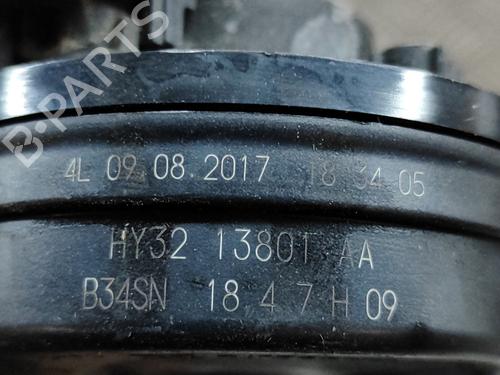 B-PARTS
4L 09.08.2017 18 34 05
HY32 13801 AA
B34SN 18 4 7 H 09